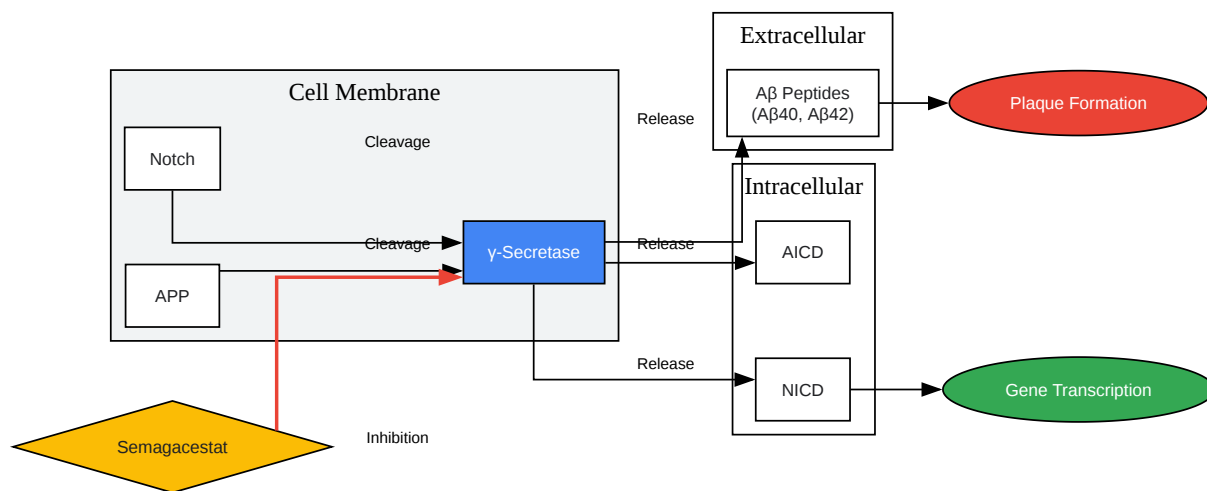 Extracellular
Cell Membrane
Aβ Peptides
(Aβ40, Aβ42)
Plaque Formation
Release
Cleavage
Notch
Intracellular
Cleavage
γ-Secretase
Release
AICD
APP
Release
NICD
Gene Transcription
Semagacestat
Inhibition